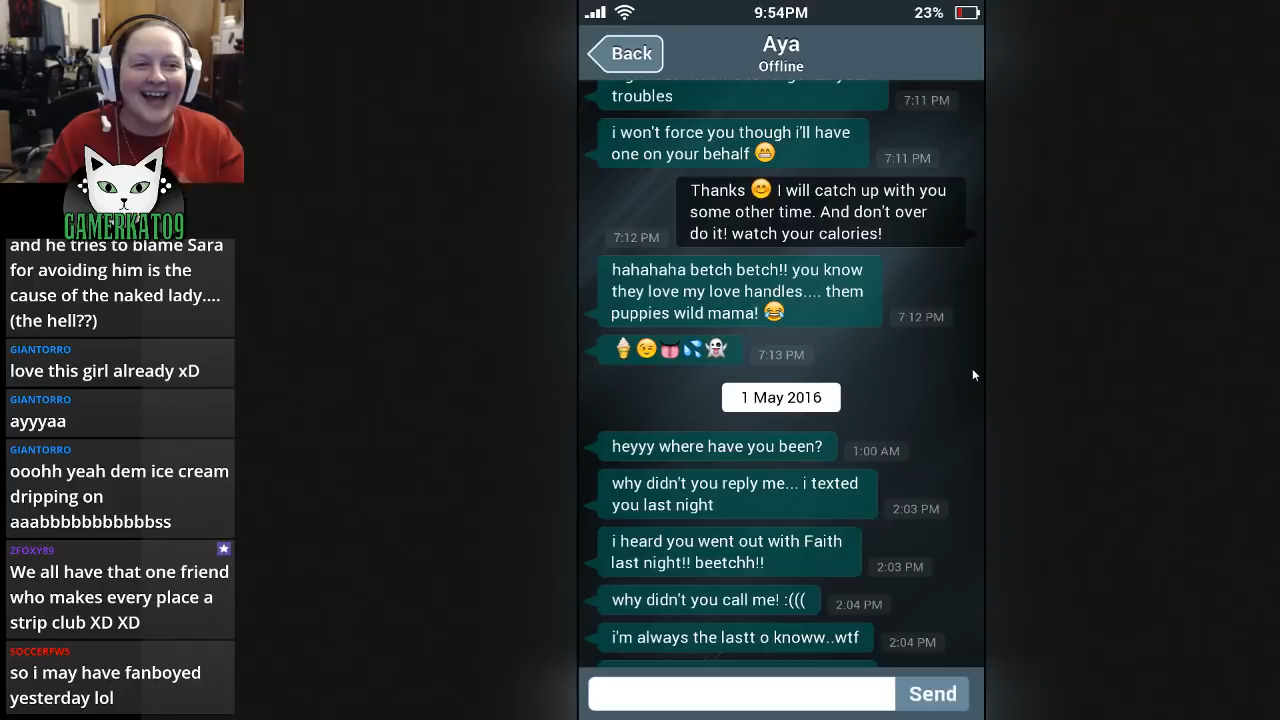 9:54PM
23%
Back
Aya
Offline
troubles
7:11 PM
i won't force you though i'll have
one on your behalf 😁
7:11 PM
Thanks 😊 I will catch up with you
some other time. And don't over
do it! watch your calories!
7:12 PM
hahahaha betch betch!! you know
they love my love handles.... them
puppies wild mama! 😂
7:12 PM
🍦😉👅💦👻
7:13 PM
1 May 2016
heyyy where have you been?
1:00 AM
why didn't you reply me... i texted
you last night
2:03 PM
i heard you went out with Faith
last night!! beetchh!!
2:03 PM
why didn't you call me! :(((
2:04 PM
i'm always the lastt o knoww..wtf
2:04 PM
Send
GAMERKAT09
and he tries to blame Sara
for avoiding him is the
cause of the naked lady....
(the hell??)
GIANTORRO
love this girl already xD
GIANTORRO
ayyyaa
GIANTORRO
ooohh yeah dem ice cream
dripping on
aaabbbbbbbbbbbss
ZFOXY89
We all have that one friend
who makes every place a
strip club XD XD
SOCCERFW5
so i may have fanboyed
yesterday lol